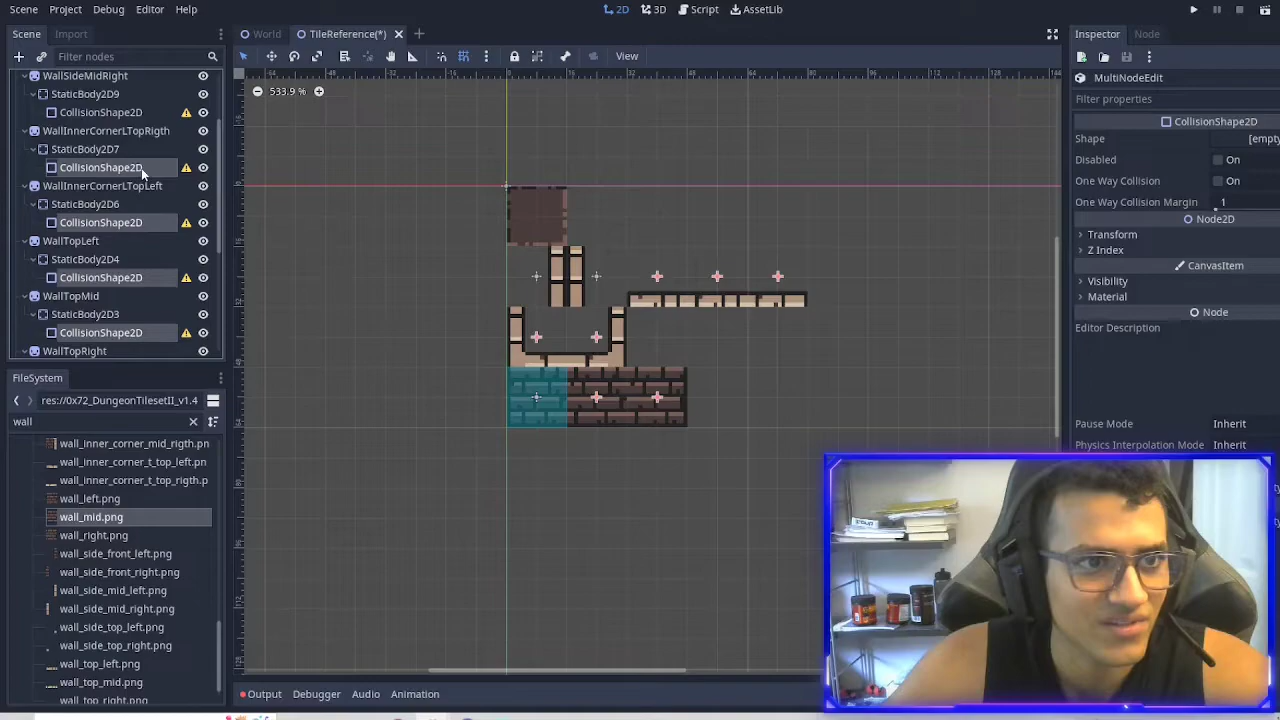 Scene Project Debug Editor Help
2D 3D Script AssetLib
Scene Import
World TileReference(*)
Inspector Node
Filter nodes
View
MultiNodeEdit
WallSideMidRight
533.9 %
StaticBody2D9
Filter properties
CollisionShape2D
CollisionShape2D
WallInnerCornerLTopRigth
Shape [empty
StaticBody2D7
Disabled On
CollisionShape2D
One Way Collision On
WallInnerCornerLTopLeft
One Way Collision Margin 1
StaticBody2D6
Node2D
CollisionShape2D
Transform
WallTopLeft
Z Index
StaticBody2D4
CanvasItem
CollisionShape2D
Visibility
WallTopMid
Material
StaticBody2D3
Node
CollisionShape2D
Editor Description
WallTopRight
FileSystem
res://0x72_DungeonTilesetII_v1.4
wall
Pause Mode Inherit
Physics Interpolation Mode Inherit
wall_inner_corner_mid_rigth.pn
wall_inner_corner_t_top_left.pn
wall_inner_corner_t_top_rigth.p
wall_left.png
wall_mid.png
wall_right.png
wall_side_front_left.png
wall_side_front_right.png
wall_side_mid_left.png
wall_side_mid_right.png
wall_side_top_left.png
wall_side_top_right.png
wall_top_left.png
wall_top_mid.png
wall_top_right.png
Output Debugger Audio Animation